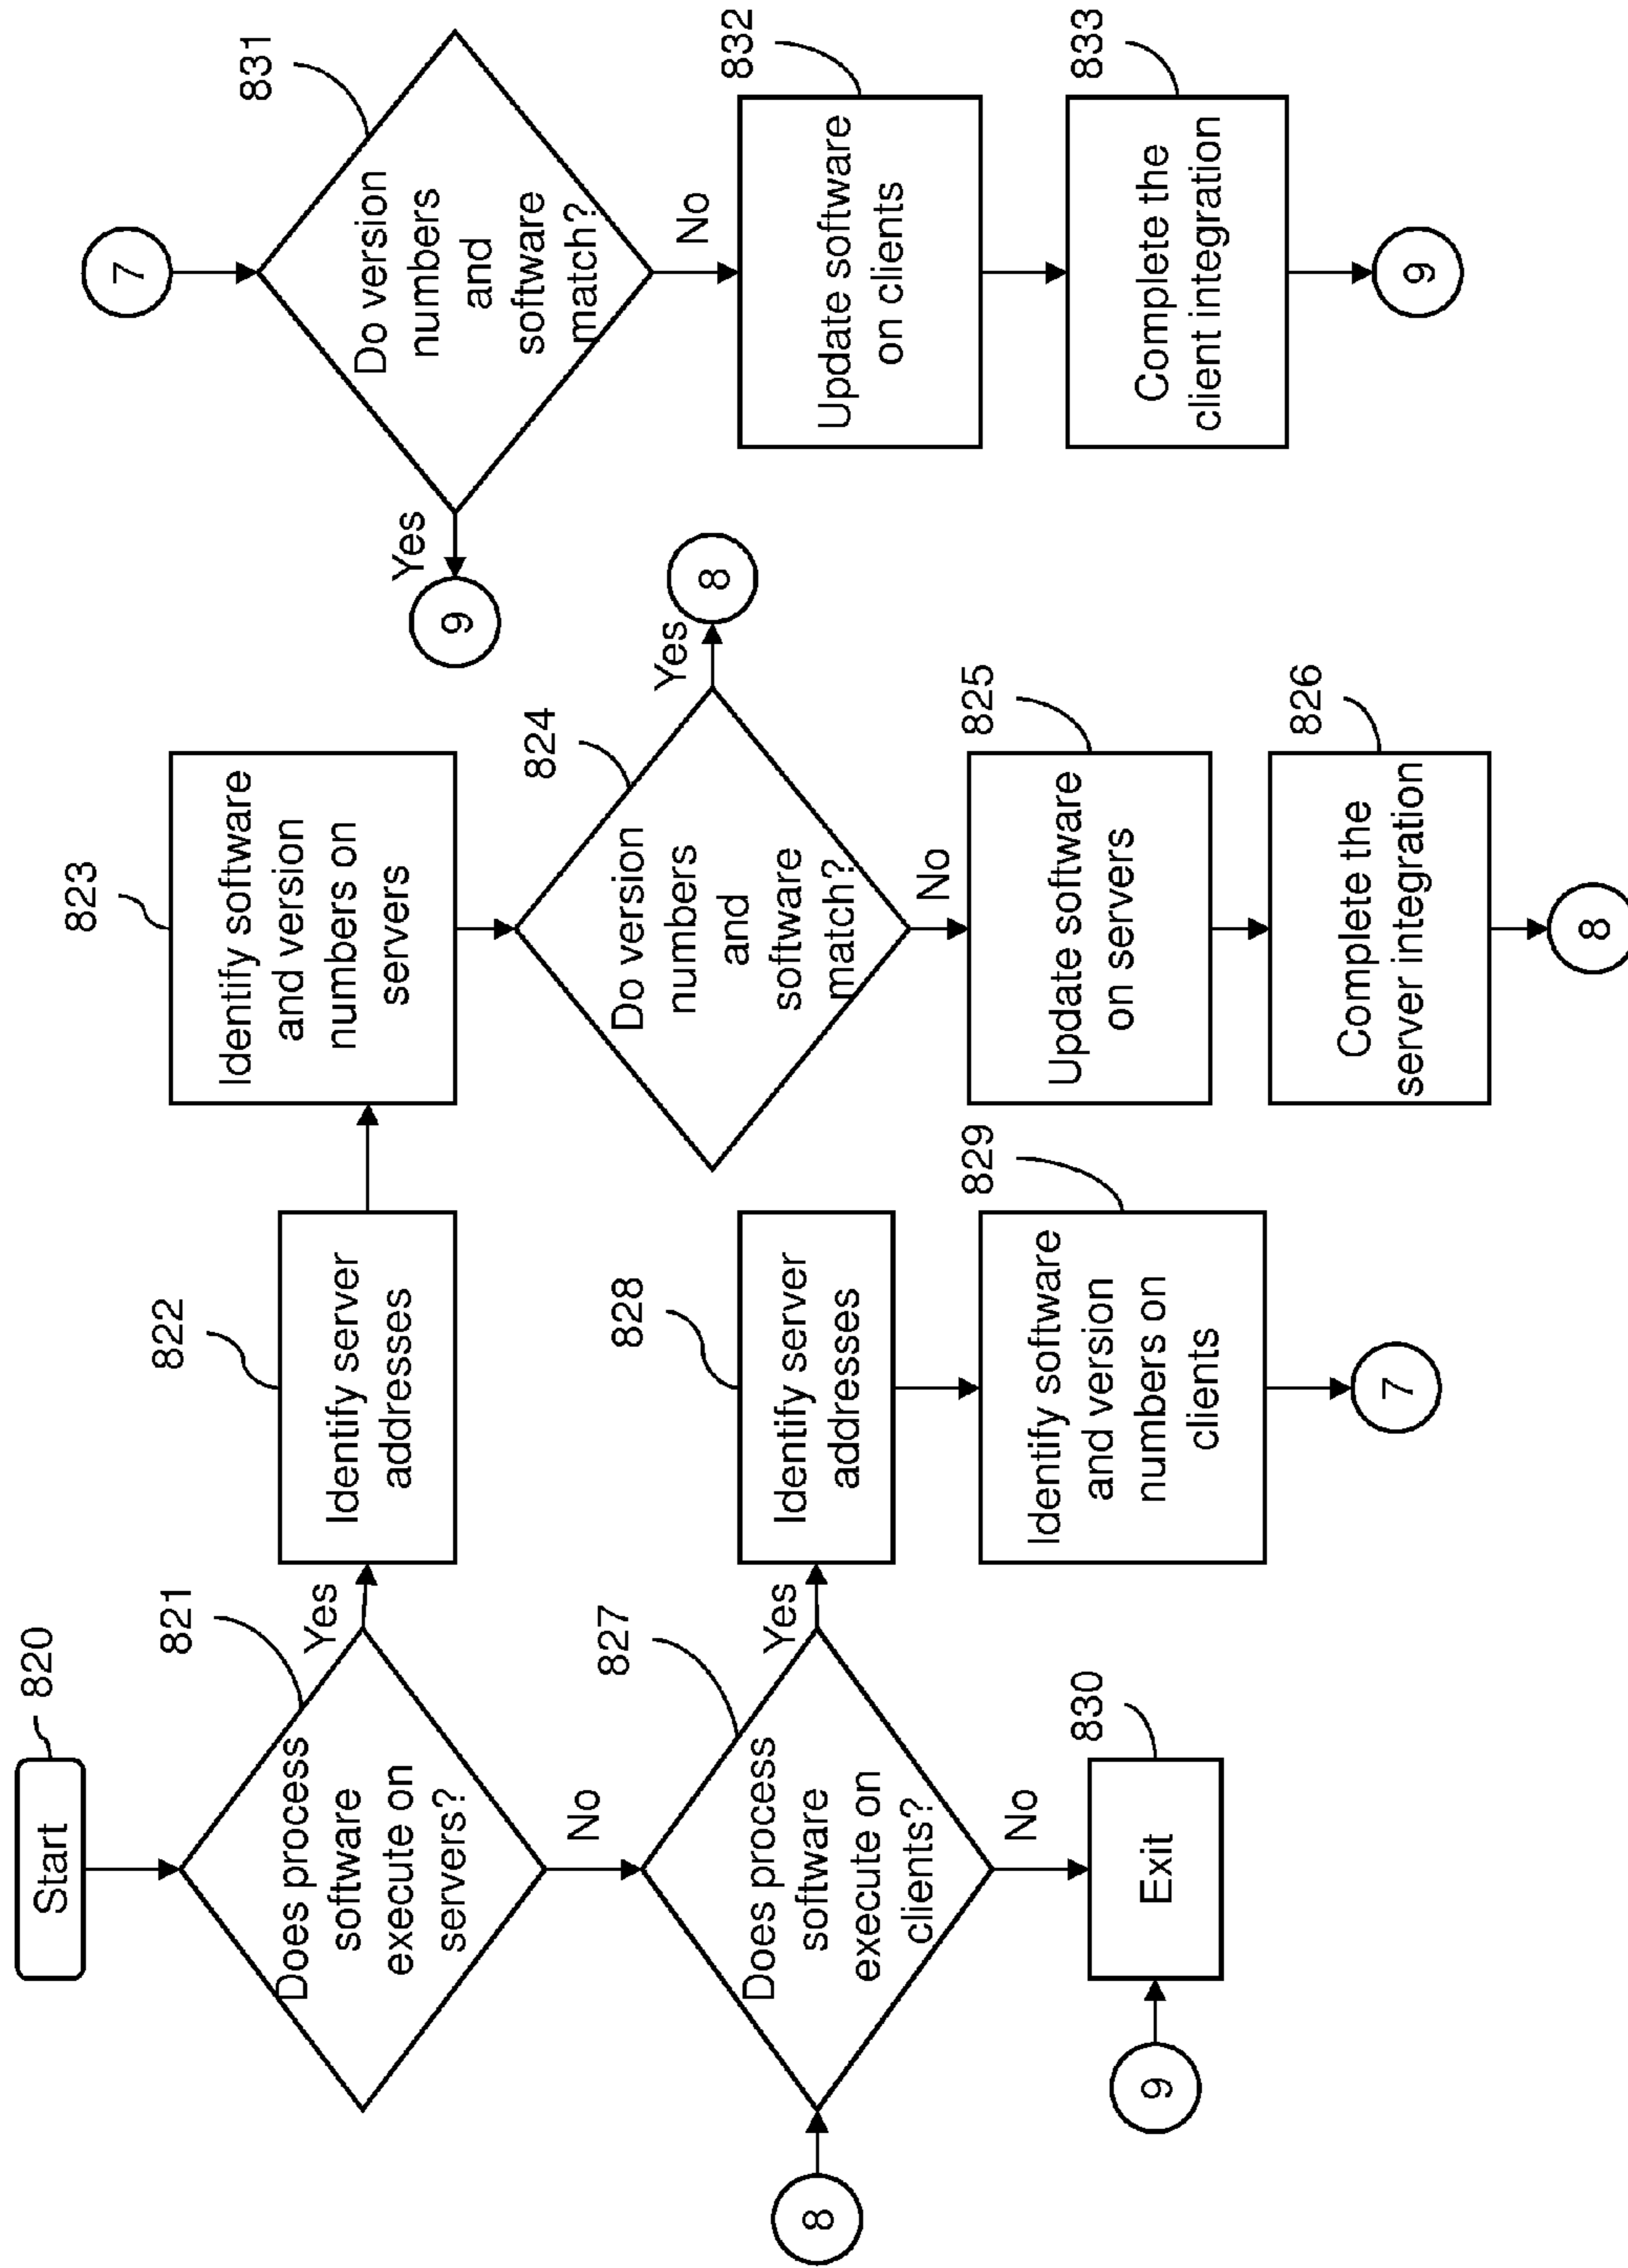 820
Start
821
Does process
software
execute on
servers?
Yes
No
822
Identify server
addresses
823
Identify software
and version
numbers on
servers
824
Do version
numbers
and
software
match?
Yes
8
No
825
Update software
on servers
826
Complete the
server integration
8
8
827
Does process
software
execute on
clients?
Yes
No
828
Identify server
addresses
829
Identify software
and version
numbers on
clients
7
9
830
Exit
7
831
Do version
numbers
and
software
match?
Yes
9
No
832
Update software
on clients
833
Complete the
client integration
9